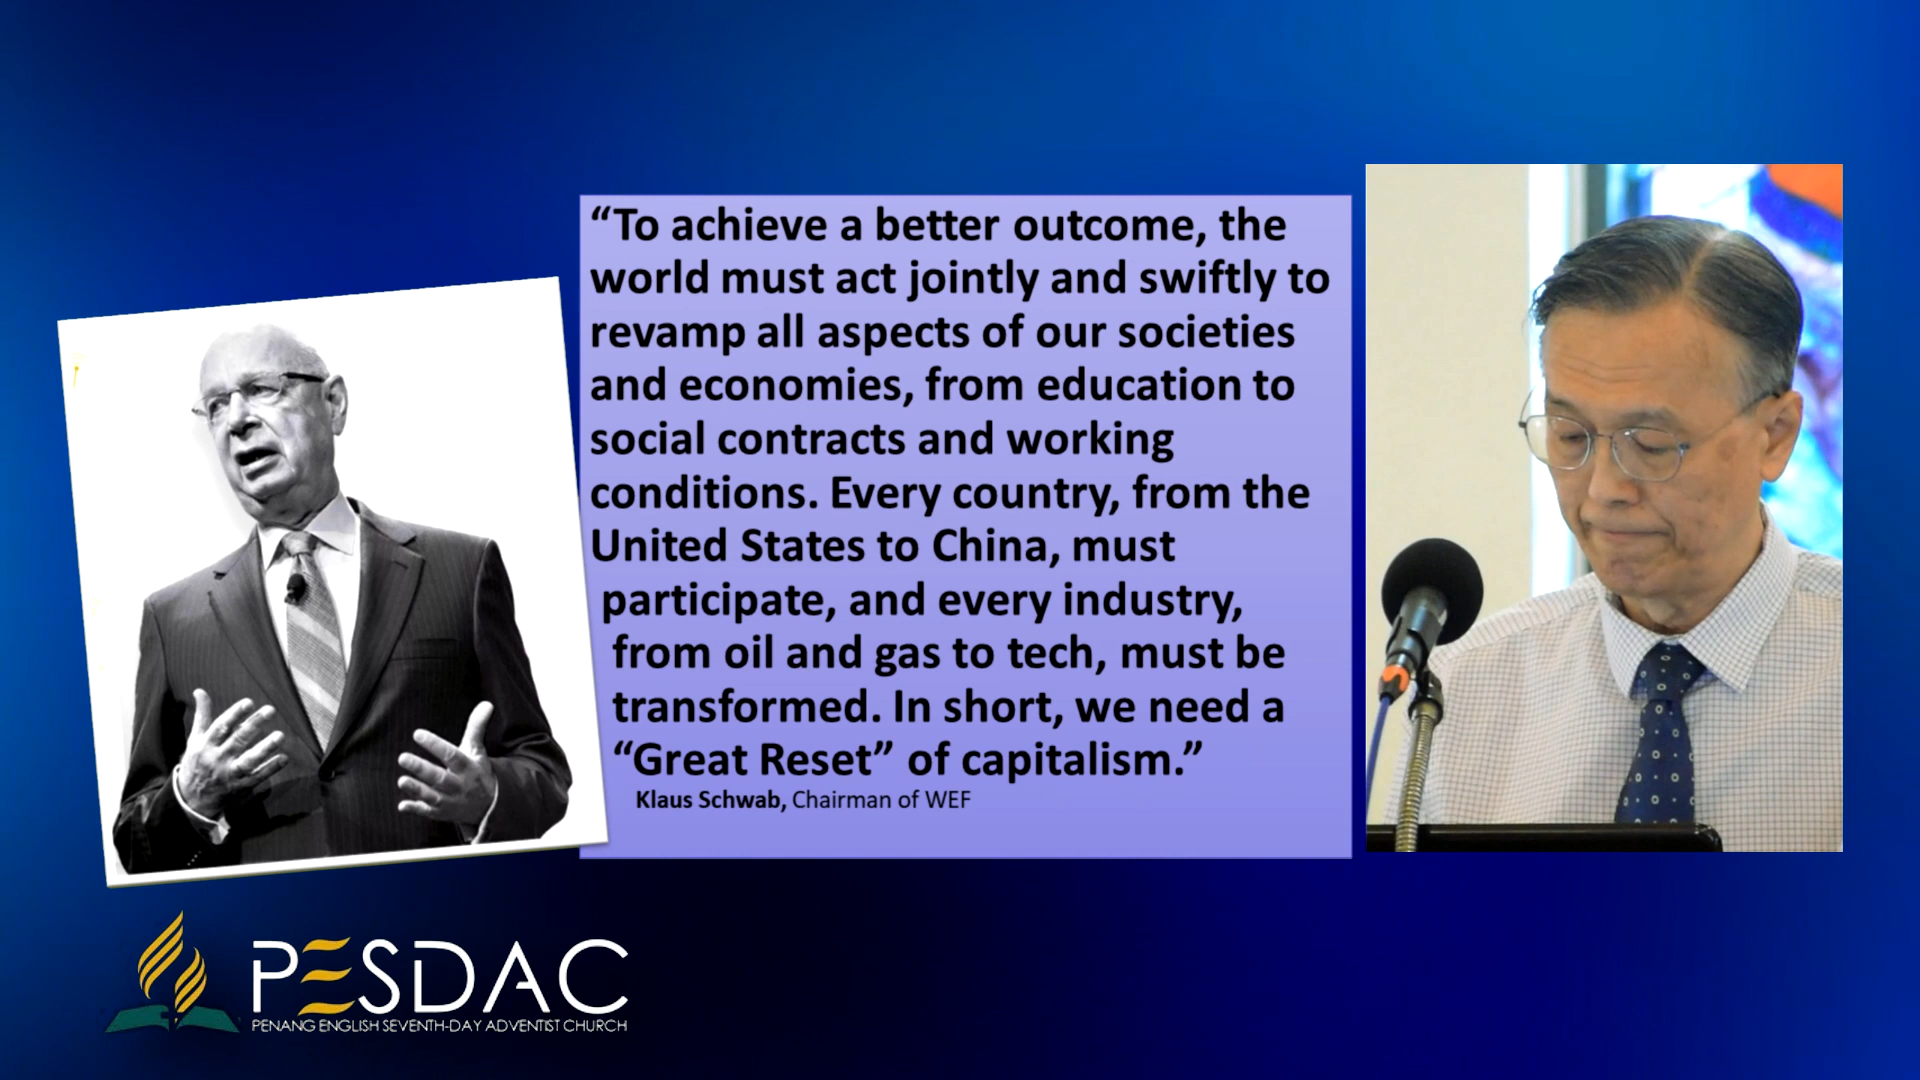 “To achieve a better outcome, the
world must act jointly and swiftly to
revamp all aspects of our societies
and economies, from education to
social contracts and working
conditions. Every country, from the
United States to China, must
participate, and every industry,
from oil and gas to tech, must be
transformed. In short, we need a
“Great Reset” of capitalism.”
Klaus Schwab, Chairman of WEF
PESDAC
PENANG ENGLISH SEVENTH-DAY ADVENTIST CHURCH